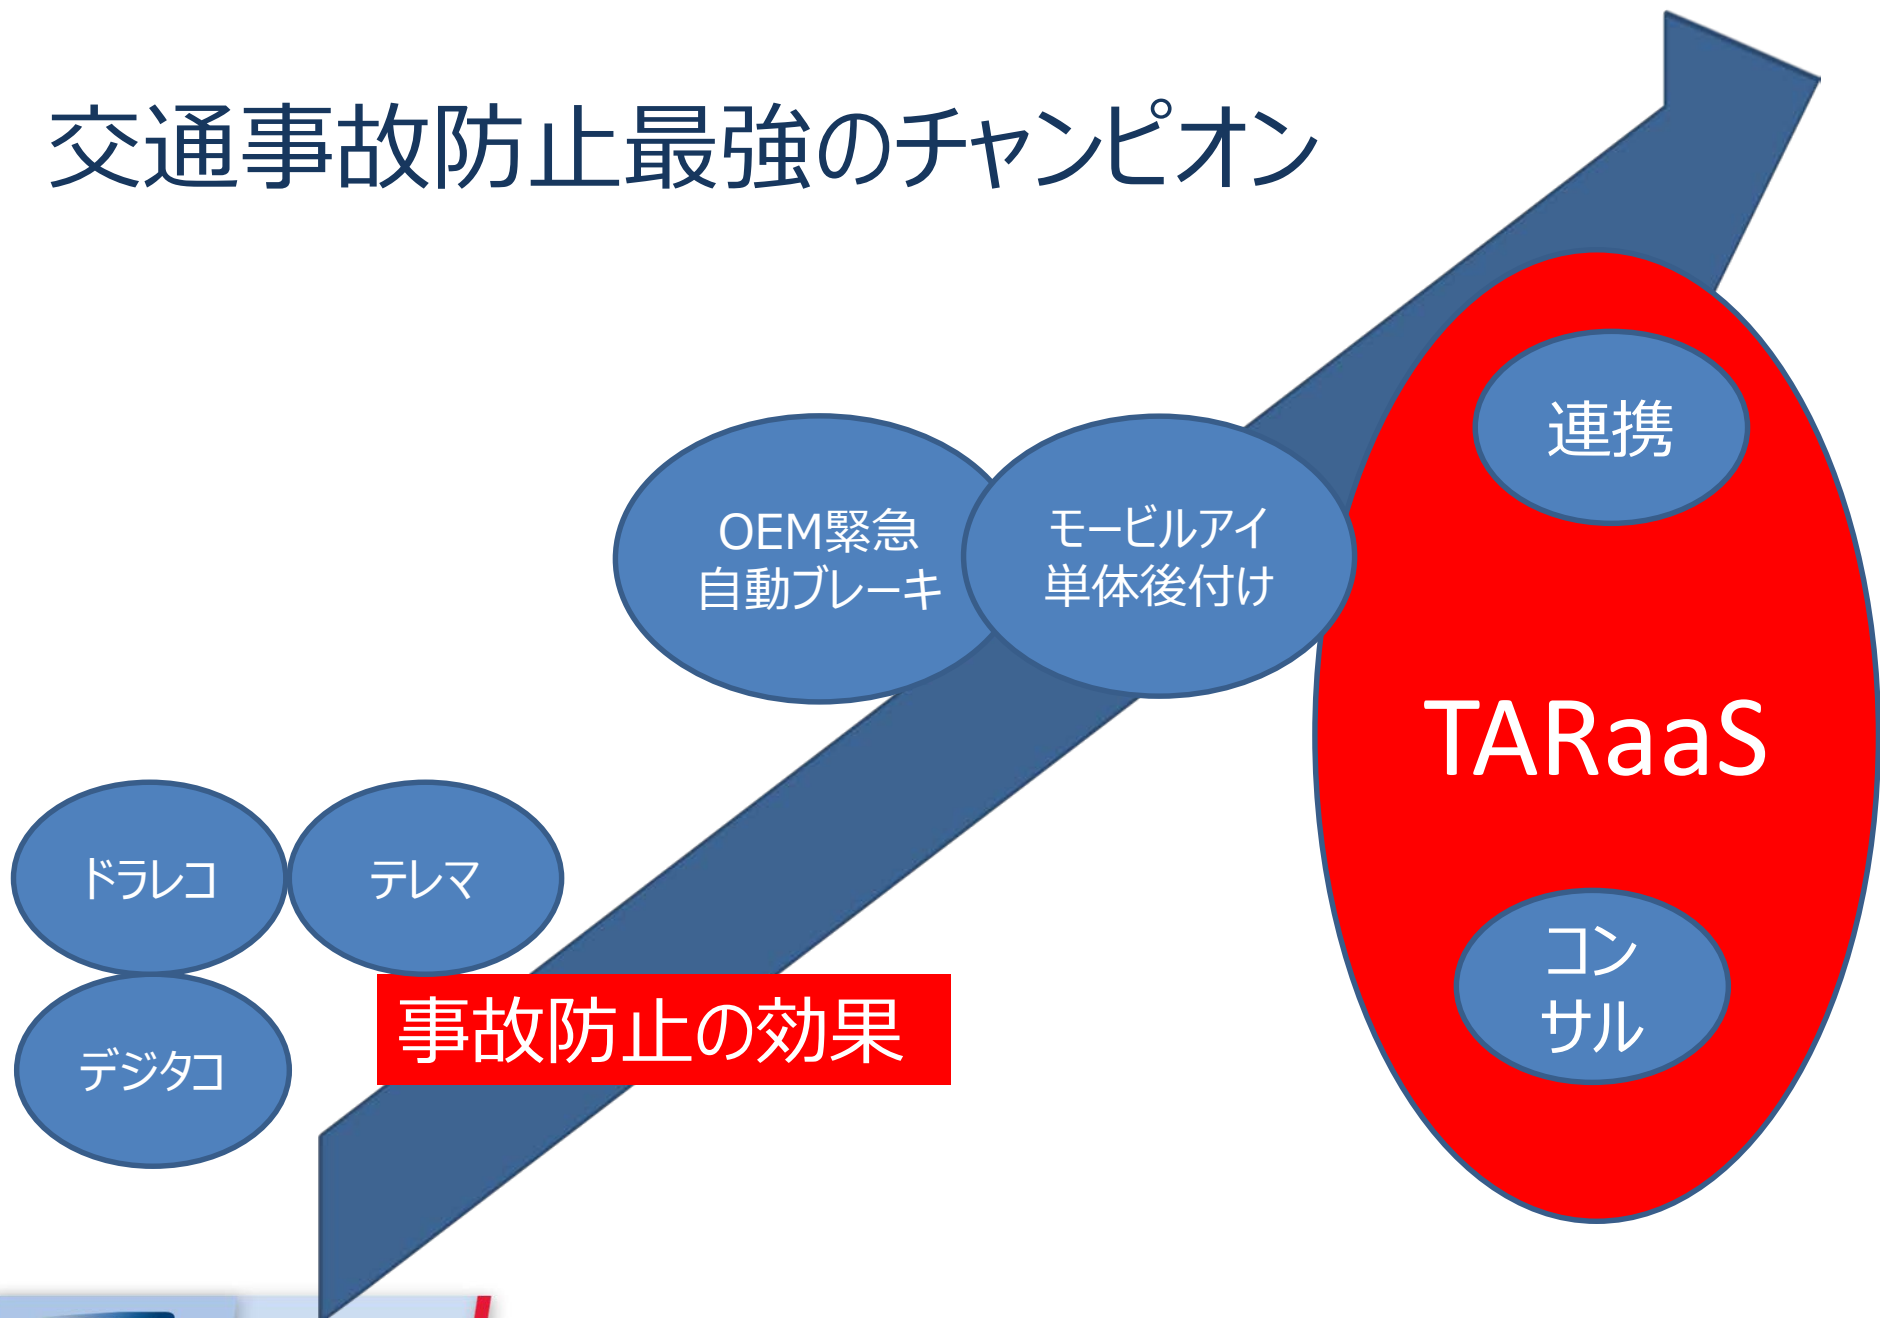 交通事故防止最強のチャンピオン
連携
OEM緊急
自動ブレーキ
モービルアイ
単体後付け
TARaaS
ドラレコ
テレマ
コン
サル
事故防止の効果
デジタコ